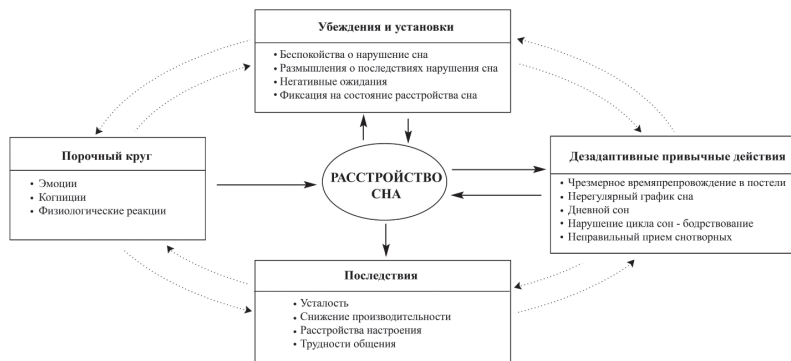 Убеждения и установки
• Беспокойства о нарушение сна
• Размышления о последствиях нарушения сна
• Негативные ожидания
• Фиксация на состояние расстройства сна
Порочный круг
• Эмоции
• Когниции
• Физиологические реакции
РАССТРОЙСТВО
СНА
Дезадаптивные привычные действия
• Чрезмерное времяпрепровождение в постели
• Нерегулярный график сна
• Дневной сон
• Нарушение цикла сон - бодрствование
• Неправильный прием снотворных
Последствия
• Усталость
• Снижение производительности
• Расстройства настроения
• Трудности общения